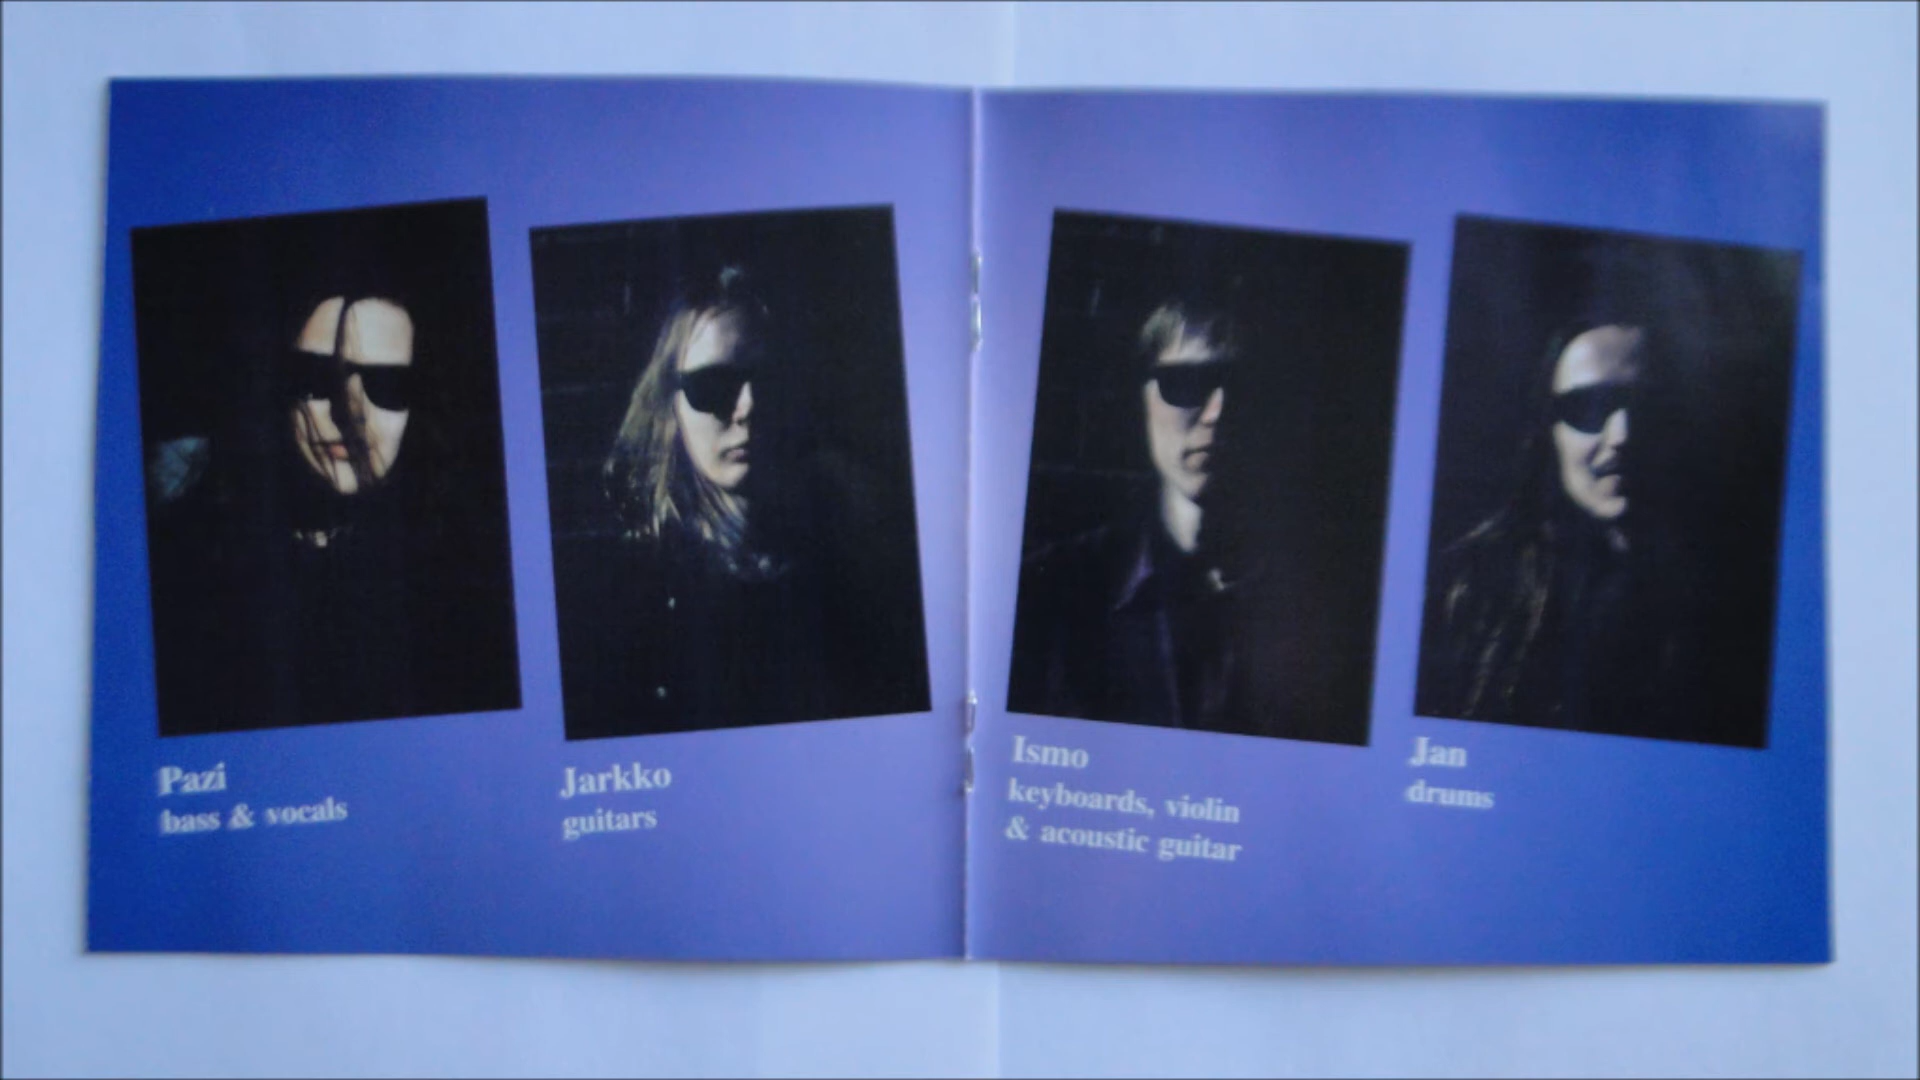 Pazi
bass & vocals
Jarkko
guitars
Ismo
keyboards, violin
& acoustic guitar
Jan
drums